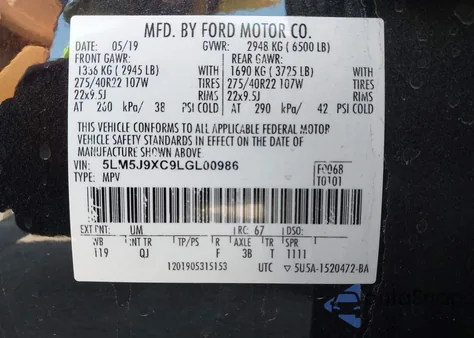 MFD. BY FORD MOTOR CO.
DATE: 05/19 GVWR: 2948 KG ( 6500 LB)
FRONT GAWR: REAR GAWR:
1336 KG (2945 LB) WITH 1690 KG (3725 LB) WITH
275/40R22 107W TIRES 275/40R22 107W TIRES
22x9.5J RIMS 22x9.5J RIMS
AT 260 kPa/ 38 PSI COLD AT 290 kPa/ 42 PSI COLD
THIS VEHICLE CONFORMS TO ALL APPLICABLE FEDERAL MOTOR
VEHICLE SAFETY STANDARDS IN EFFECT ON THE DATE OF
MANUFACTURE SHOWN ABOVE.
VIN: 5LM5J9XC9LGL00986 F0068
TYPE: MPV T0101
EXT PNT: UM RC: 67 DSO:
WB INT TR TP/PS R AXLE T SPR
119 QJ F 3B T 1111
1201905315153 UTC ▽ 5U5A-1520472-BA